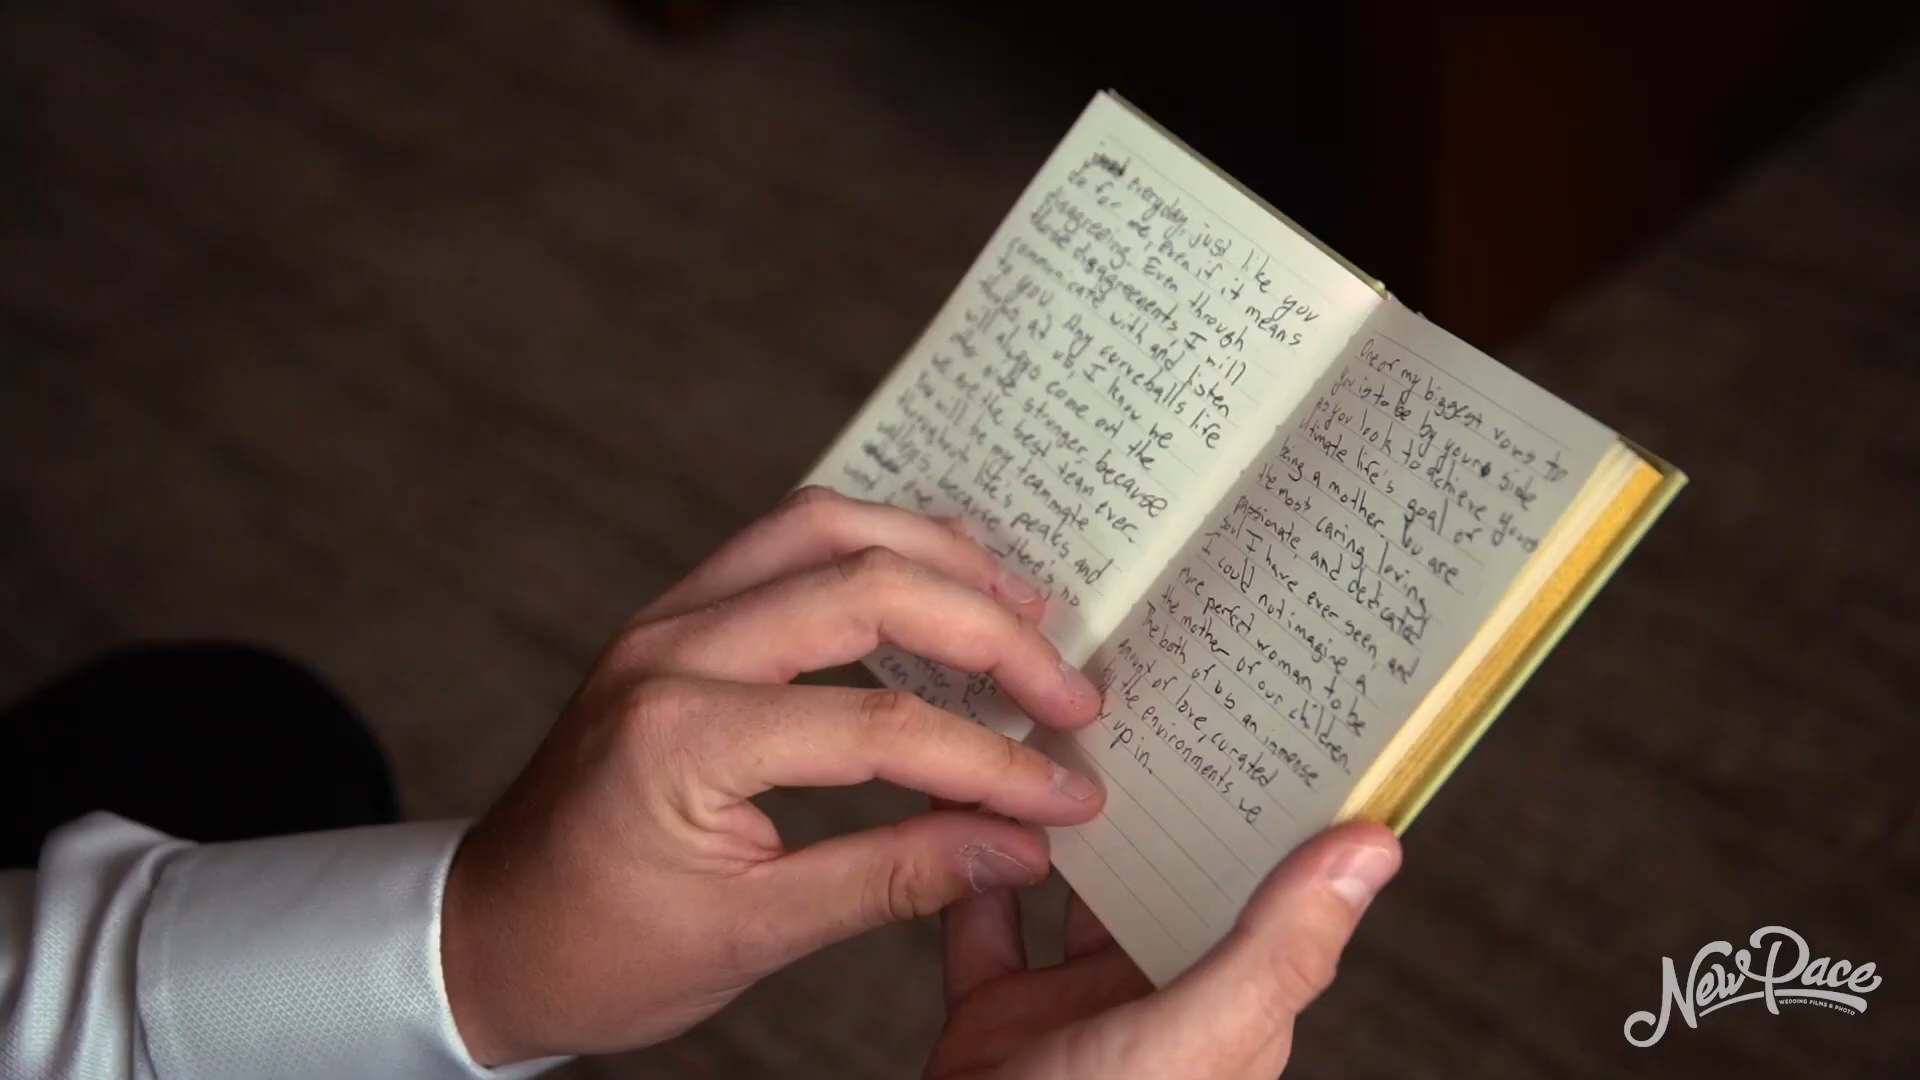 everyday, just like you
do for me, even if it means
disagreeing. Even through
those disagreements, I will
communicate with and listen
to you. Any curveballs life
at us, I know we
will always come out the
other side stronger, because
we are the best team ever.
You will be my teammate
throughout life's peaks and
valleys, because there's no
can
One of my biggest vows to
you is to be by your side
as you look to achieve your
ultimate life's goal of
being a mother. You are
the most caring, loving,
passionate, and dedicated
soul I have ever seen, and
I could not imagine a
more perfect woman to be
the mother of our children.
The both of us an immense
amount of love, curated
by the environments we
up in.
New Pace
WEDDING FILMS & PHOTO